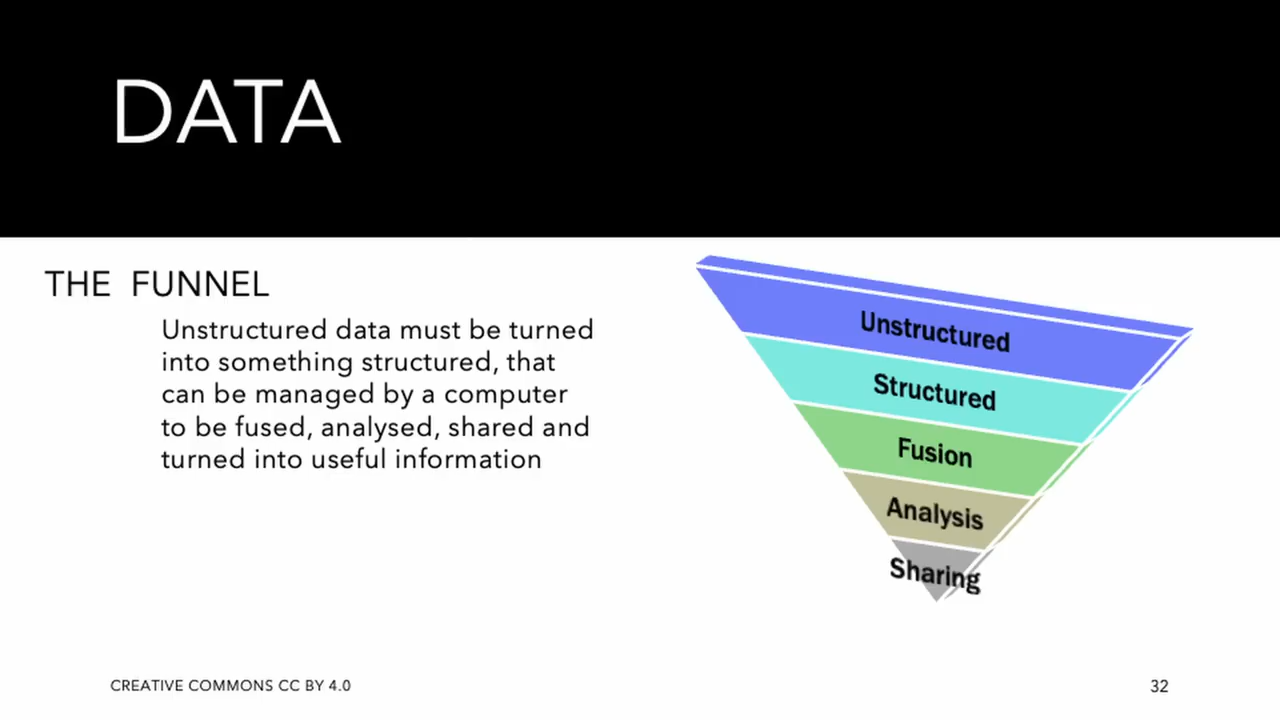 DATA
THE FUNNEL
Unstructured data must be turned
into something structured, that
can be managed by a computer
to be fused, analysed, shared and
turned into useful information
Unstructured
Structured
Fusion
Analysis
Sharing
CREATIVE COMMONS CC BY 4.0
32